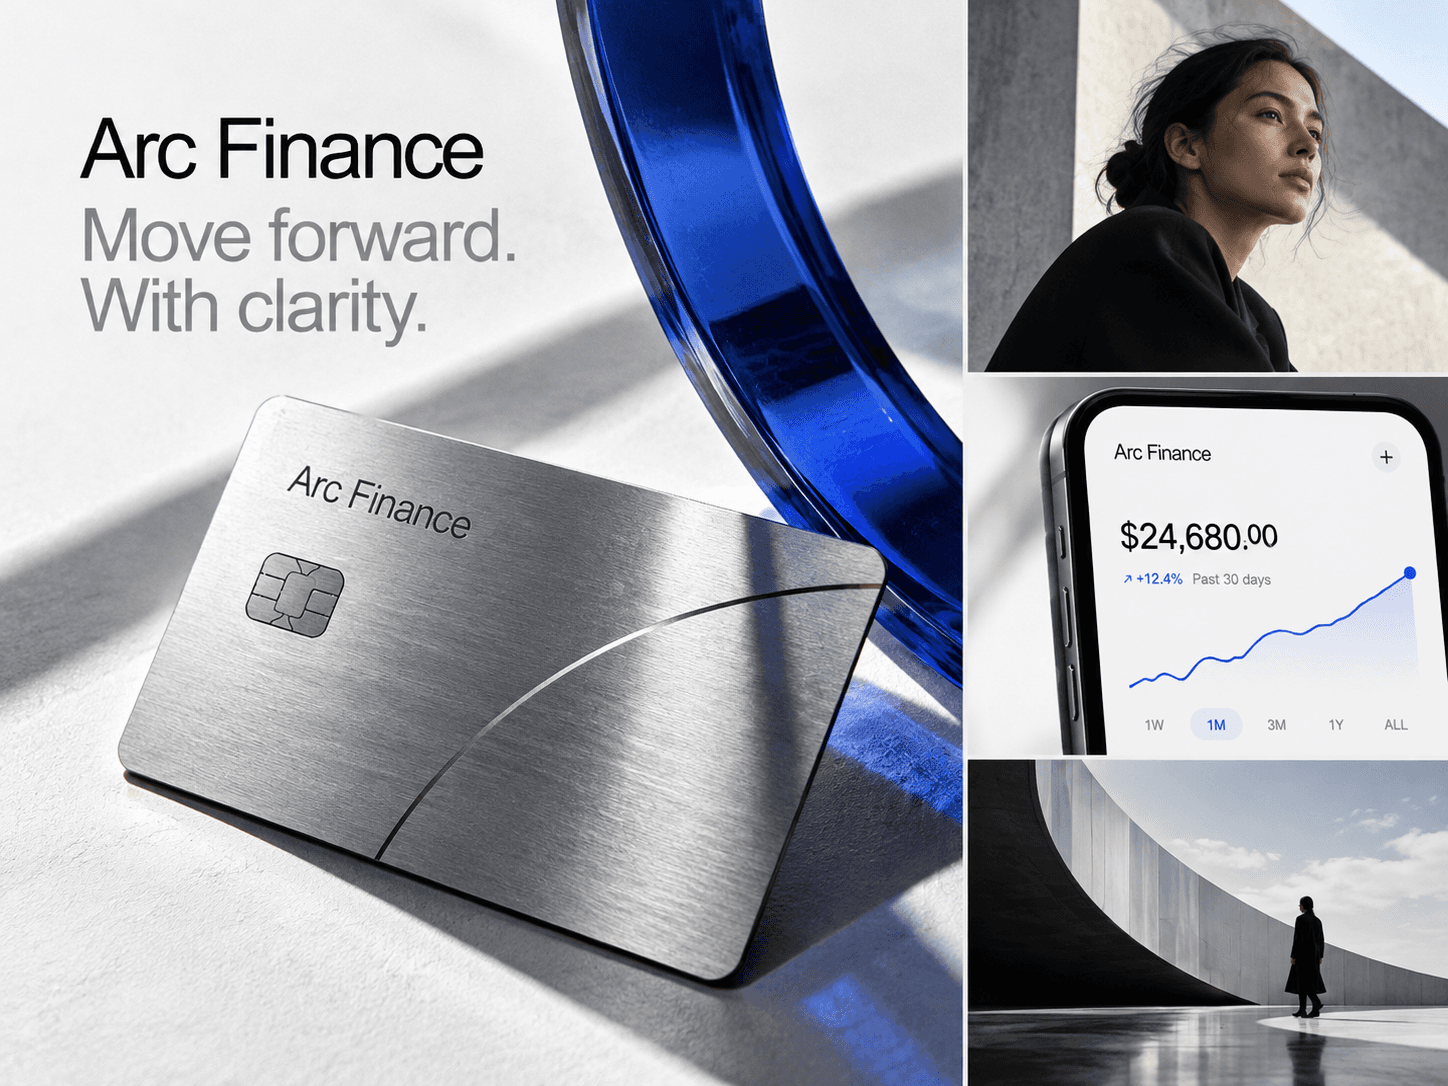 Arc Finance
Move forward.
With clarity.
Arc Finance
Arc Finance
+
$24,680.00
↗ +12.4% Past 30 days
1W 1M 3M 1Y ALL